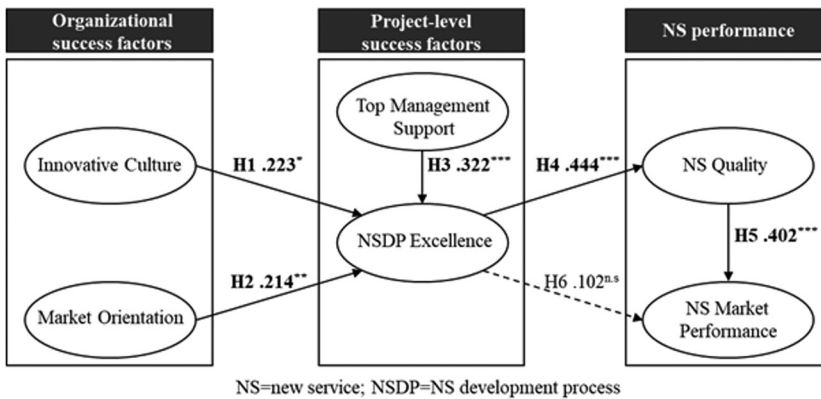 Organizational
success factors
Project-level
success factors
NS performance
Top Management
Support
Innovative Culture
H1 .223*
H3 .322***
H4 .444***
NS Quality
NSDP Excellence
H5 .402***
H2 .214**
H6 .102n.s
Market Orientation
NS Market
Performance
NS=new service; NSDP=NS development process